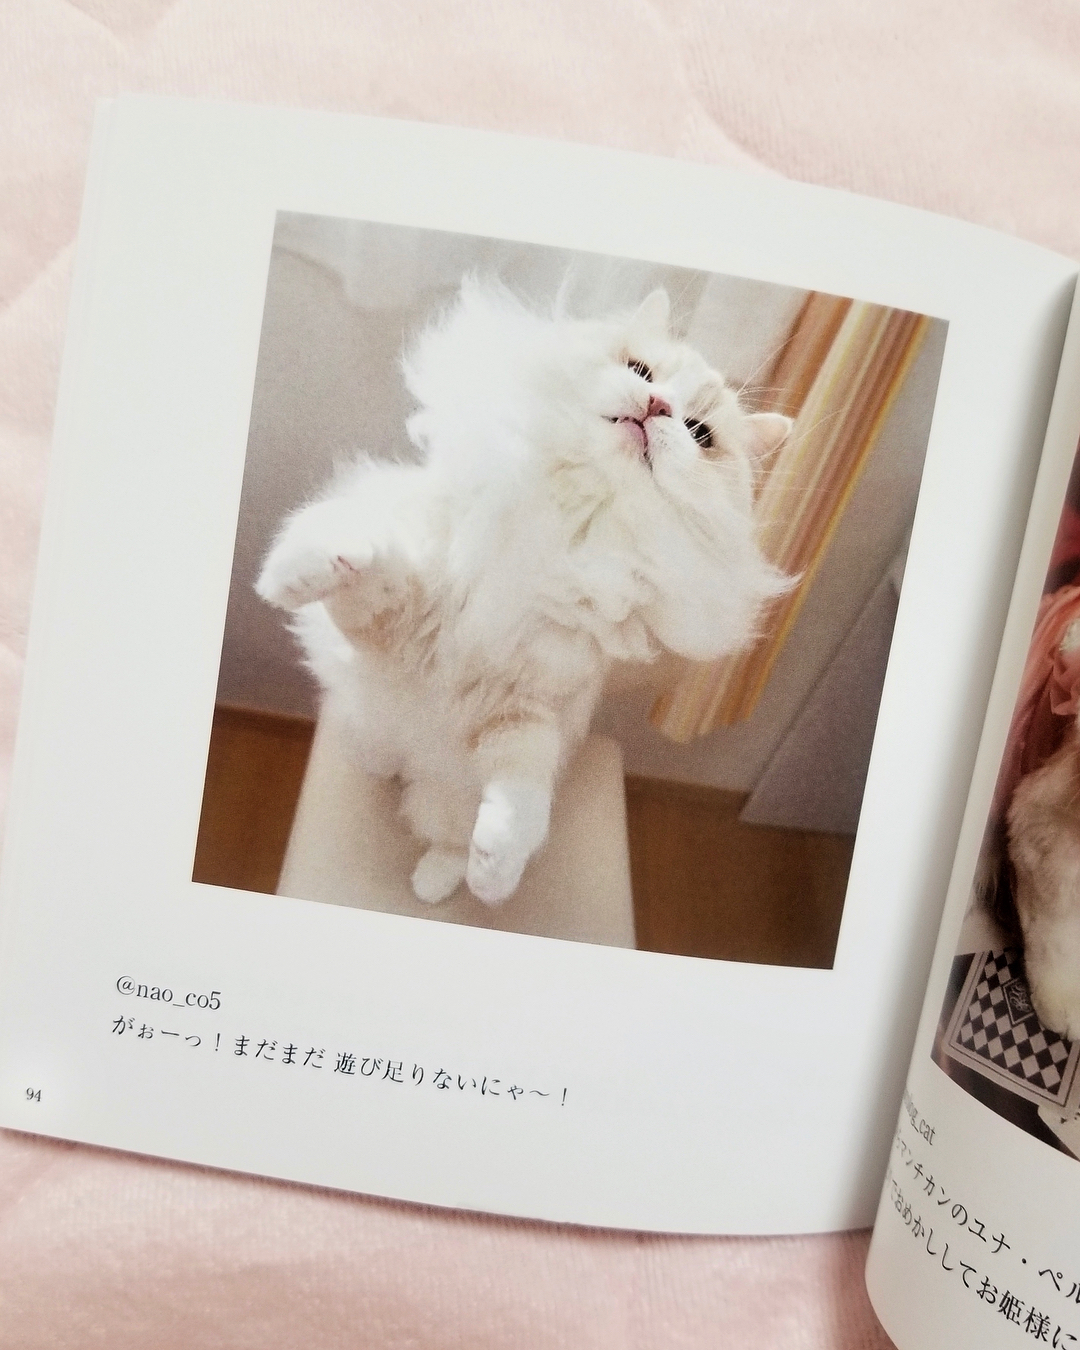 @nao_co5
がぉーっ！まだまだ 遊び足りないにゃ〜！
94
マンチカンのユナ・ペル
おめかししてお姫様に